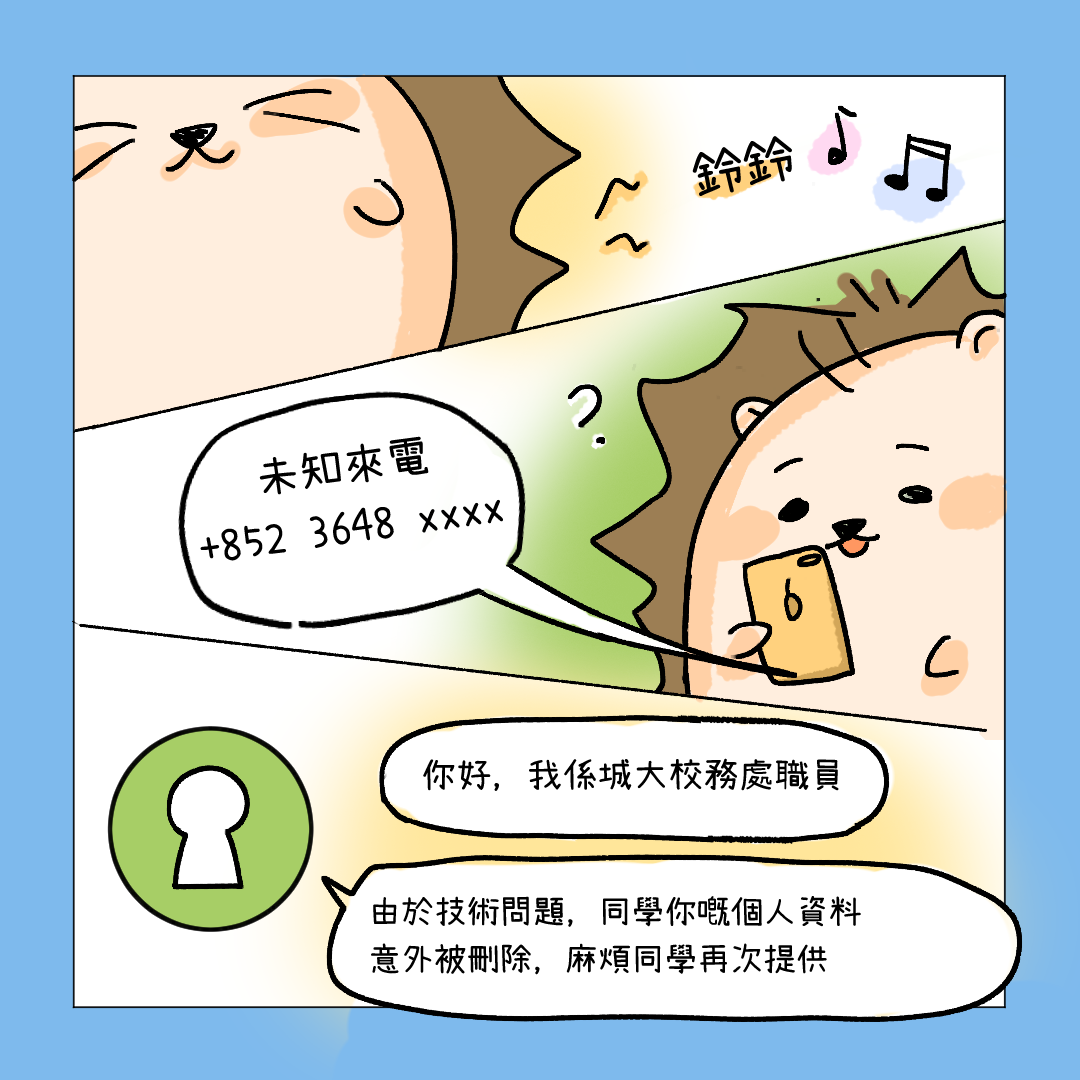 鈴鈴
未知來電
+852 3648 xxxx
?
你好，我係城大校務處職員
由於技術問題，同學你嘅個人資料
意外被刪除，麻煩同學再次提供